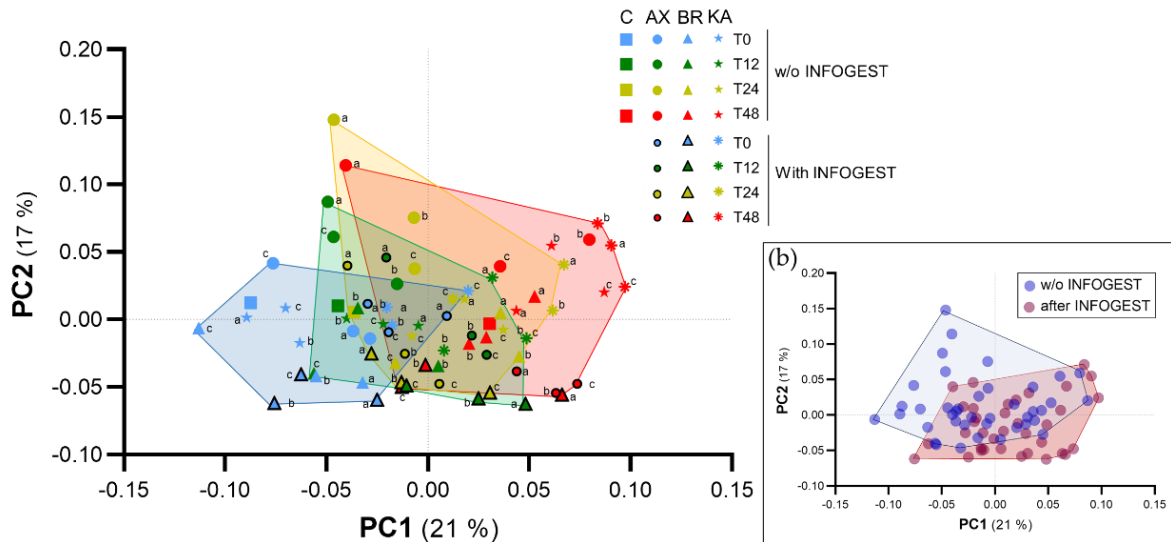 C AX BR KA
T0
T12
T24
T48
w/o INFOGEST
T0
T12
T24
T48
With INFOGEST
PC2 (17 %)
0.20
0.15
0.10
0.05
0.00
-0.05
-0.10
-0.15
-0.10
-0.05
0.00
0.05
0.10
0.15
PC1 (21 %)
(b)
w/o INFOGEST
after INFOGEST
PC2 (17 %)
0.20
0.15
0.10
0.05
0.00
-0.05
-0.10
-0.15
-0.10
-0.05
0.00
0.05
0.10
0.15
PC1 (21 %)